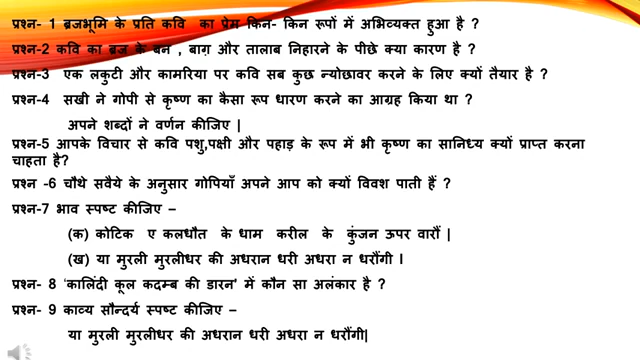 प्रश्न- 1 ब्रजभूमि के प्रति कवि का प्रेम किन- किन रूपों में अभिव्यक्त हुआ है ?
प्रश्न-2 कवि का ब्रज के बन , बाग़ और तालाब निहारने के पीछे क्या कारण है ?
प्रश्न-3 एक लकुटी और कामरिया पर कवि सब कुछ न्योछावर करने के लिए क्यों तैयार है ?
प्रश्न-4 सखी ने गोपी से कृष्ण का कैसा रूप धारण करने का आग्रह किया था ?
अपने शब्दों ने वर्णन कीजिए |
प्रश्न-5 आपके विचार से कवि पशु,पक्षी और पहाड़ के रूप में भी कृष्ण का सानिध्य क्यों प्राप्त करना
चाहता है?
प्रश्न -6 चौथे सवैये के अनुसार गोपियाँ अपने आप को क्यों विवश पाती हैं ?
प्रश्न-7 भाव स्पष्ट कीजिए –
(क) कोटिक ए कलधौत के धाम करील के कुंजन ऊपर वारौं |
(ख) या मुरली मुरलीधर की अधरान धरी अधरा न धरौंगी ।
प्रश्न- 8 ‘कालिंदी कूल कदम्ब की डारन’ में कौन सा अलंकार है ?
प्रश्न- 9 काव्य सौन्दर्य स्पष्ट कीजिए –
या मुरली मुरलीधर की अधरान धरी अधरा न धरौंगी|